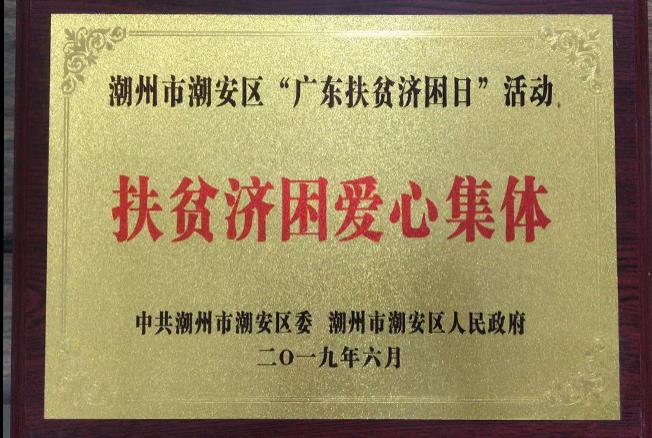 潮州市潮安区“广东扶贫济困日”活动
扶贫济困爱心集体
中共潮州市潮安区委 潮州市潮安区人民政府
二〇一九年六月